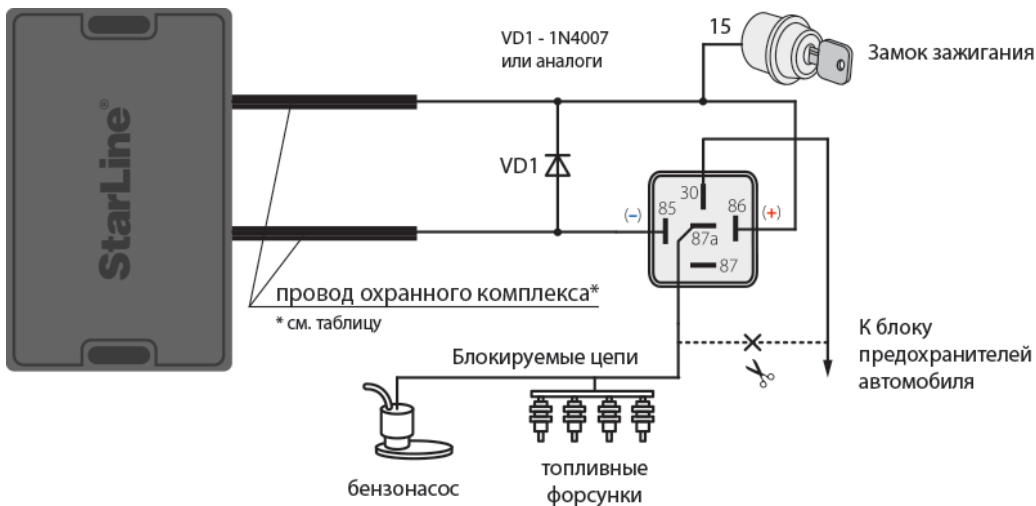 StarLine®
VD1 - 1N4007
или аналоги
15
Замок зажигания
VD1
30
(−)
85
86
(+)
87a
87
провод охранного комплекса*
* см. таблицу
Блокируемые цепи
К блоку
предохранителей
автомобиля
бензонасос
топливные
форсунки